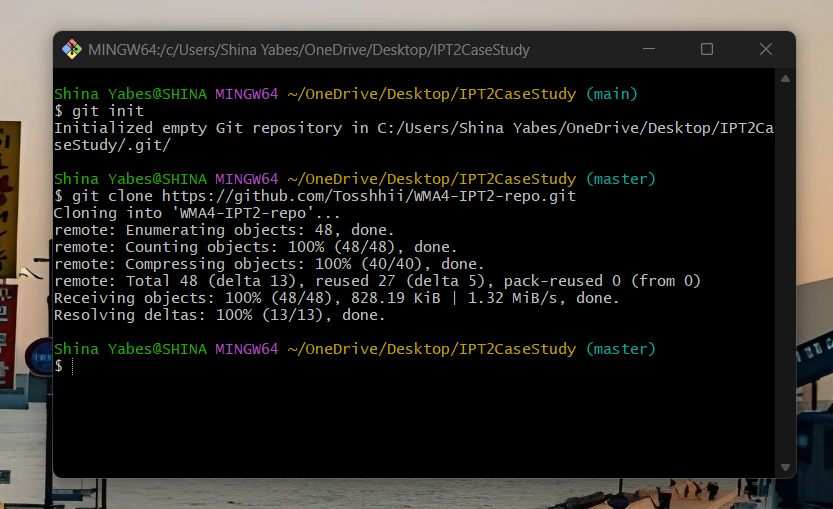 MINGW64:/c/Users/Shina Yabes/OneDrive/Desktop/IPT2CaseStudy
Shina Yabes@SHINA MINGW64 ~/OneDrive/Desktop/IPT2CaseStudy (main)
$ git init
Initialized empty Git repository in C:/Users/Shina Yabes/OneDrive/Desktop/IPT2Ca
seStudy/.git/
Shina Yabes@SHINA MINGW64 ~/OneDrive/Desktop/IPT2CaseStudy (master)
$ git clone https://github.com/Tosshhii/WMA4-IPT2-repo.git
Cloning into 'WMA4-IPT2-repo'...
remote: Enumerating objects: 48, done.
remote: Counting objects: 100% (48/48), done.
remote: Compressing objects: 100% (40/40), done.
remote: Total 48 (delta 13), reused 27 (delta 5), pack-reused 0 (from 0)
Receiving objects: 100% (48/48), 828.19 KiB | 1.32 MiB/s, done.
Resolving deltas: 100% (13/13), done.
Shina Yabes@SHINA MINGW64 ~/OneDrive/Desktop/IPT2CaseStudy (master)
$